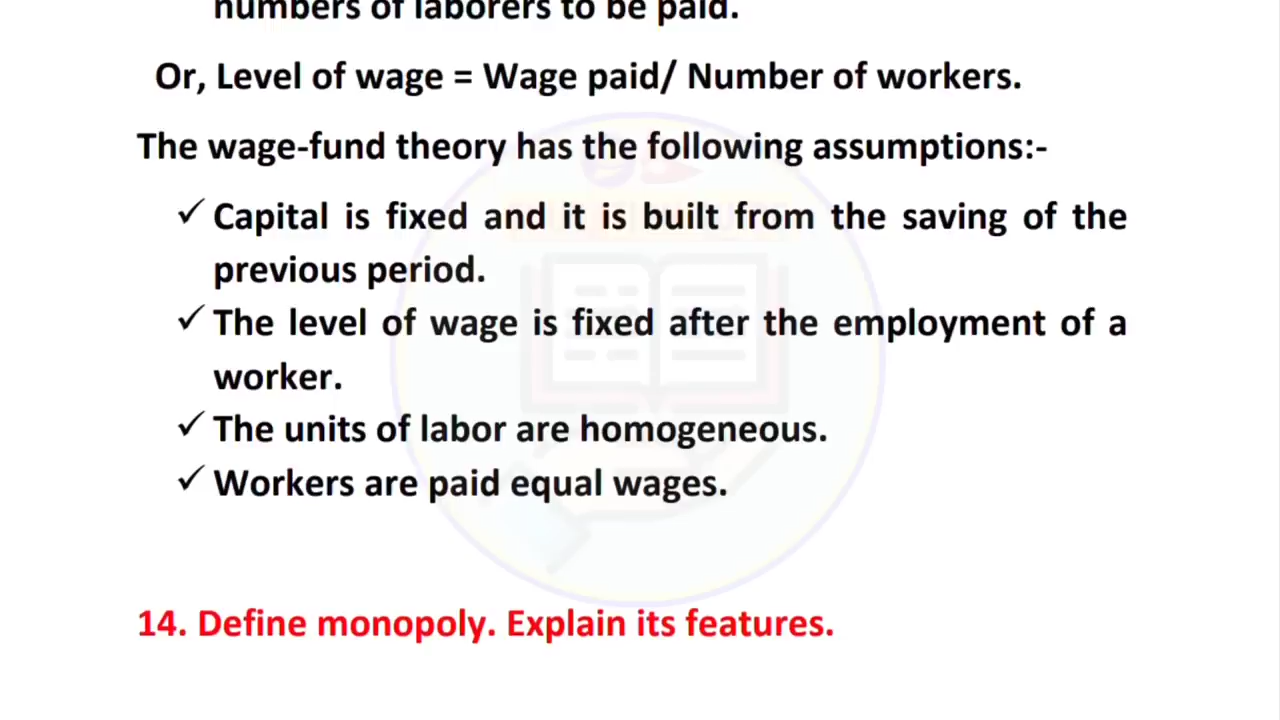 numbers of laborers to be paid.
Or, Level of wage = Wage paid/ Number of workers.
The wage-fund theory has the following assumptions:-
✓ Capital is fixed and it is built from the saving of the
previous period.
✓ The level of wage is fixed after the employment of a
worker.
✓ The units of labor are homogeneous.
✓ Workers are paid equal wages.
14. Define monopoly. Explain its features.